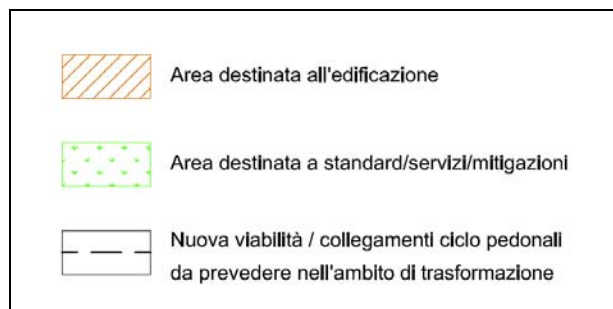 Area destinata all'edificazione
Area destinata a standard/servizi/mitigazioni
Nuova viabilità / collegamenti ciclo pedonali
da prevedere nell'ambito di trasformazione